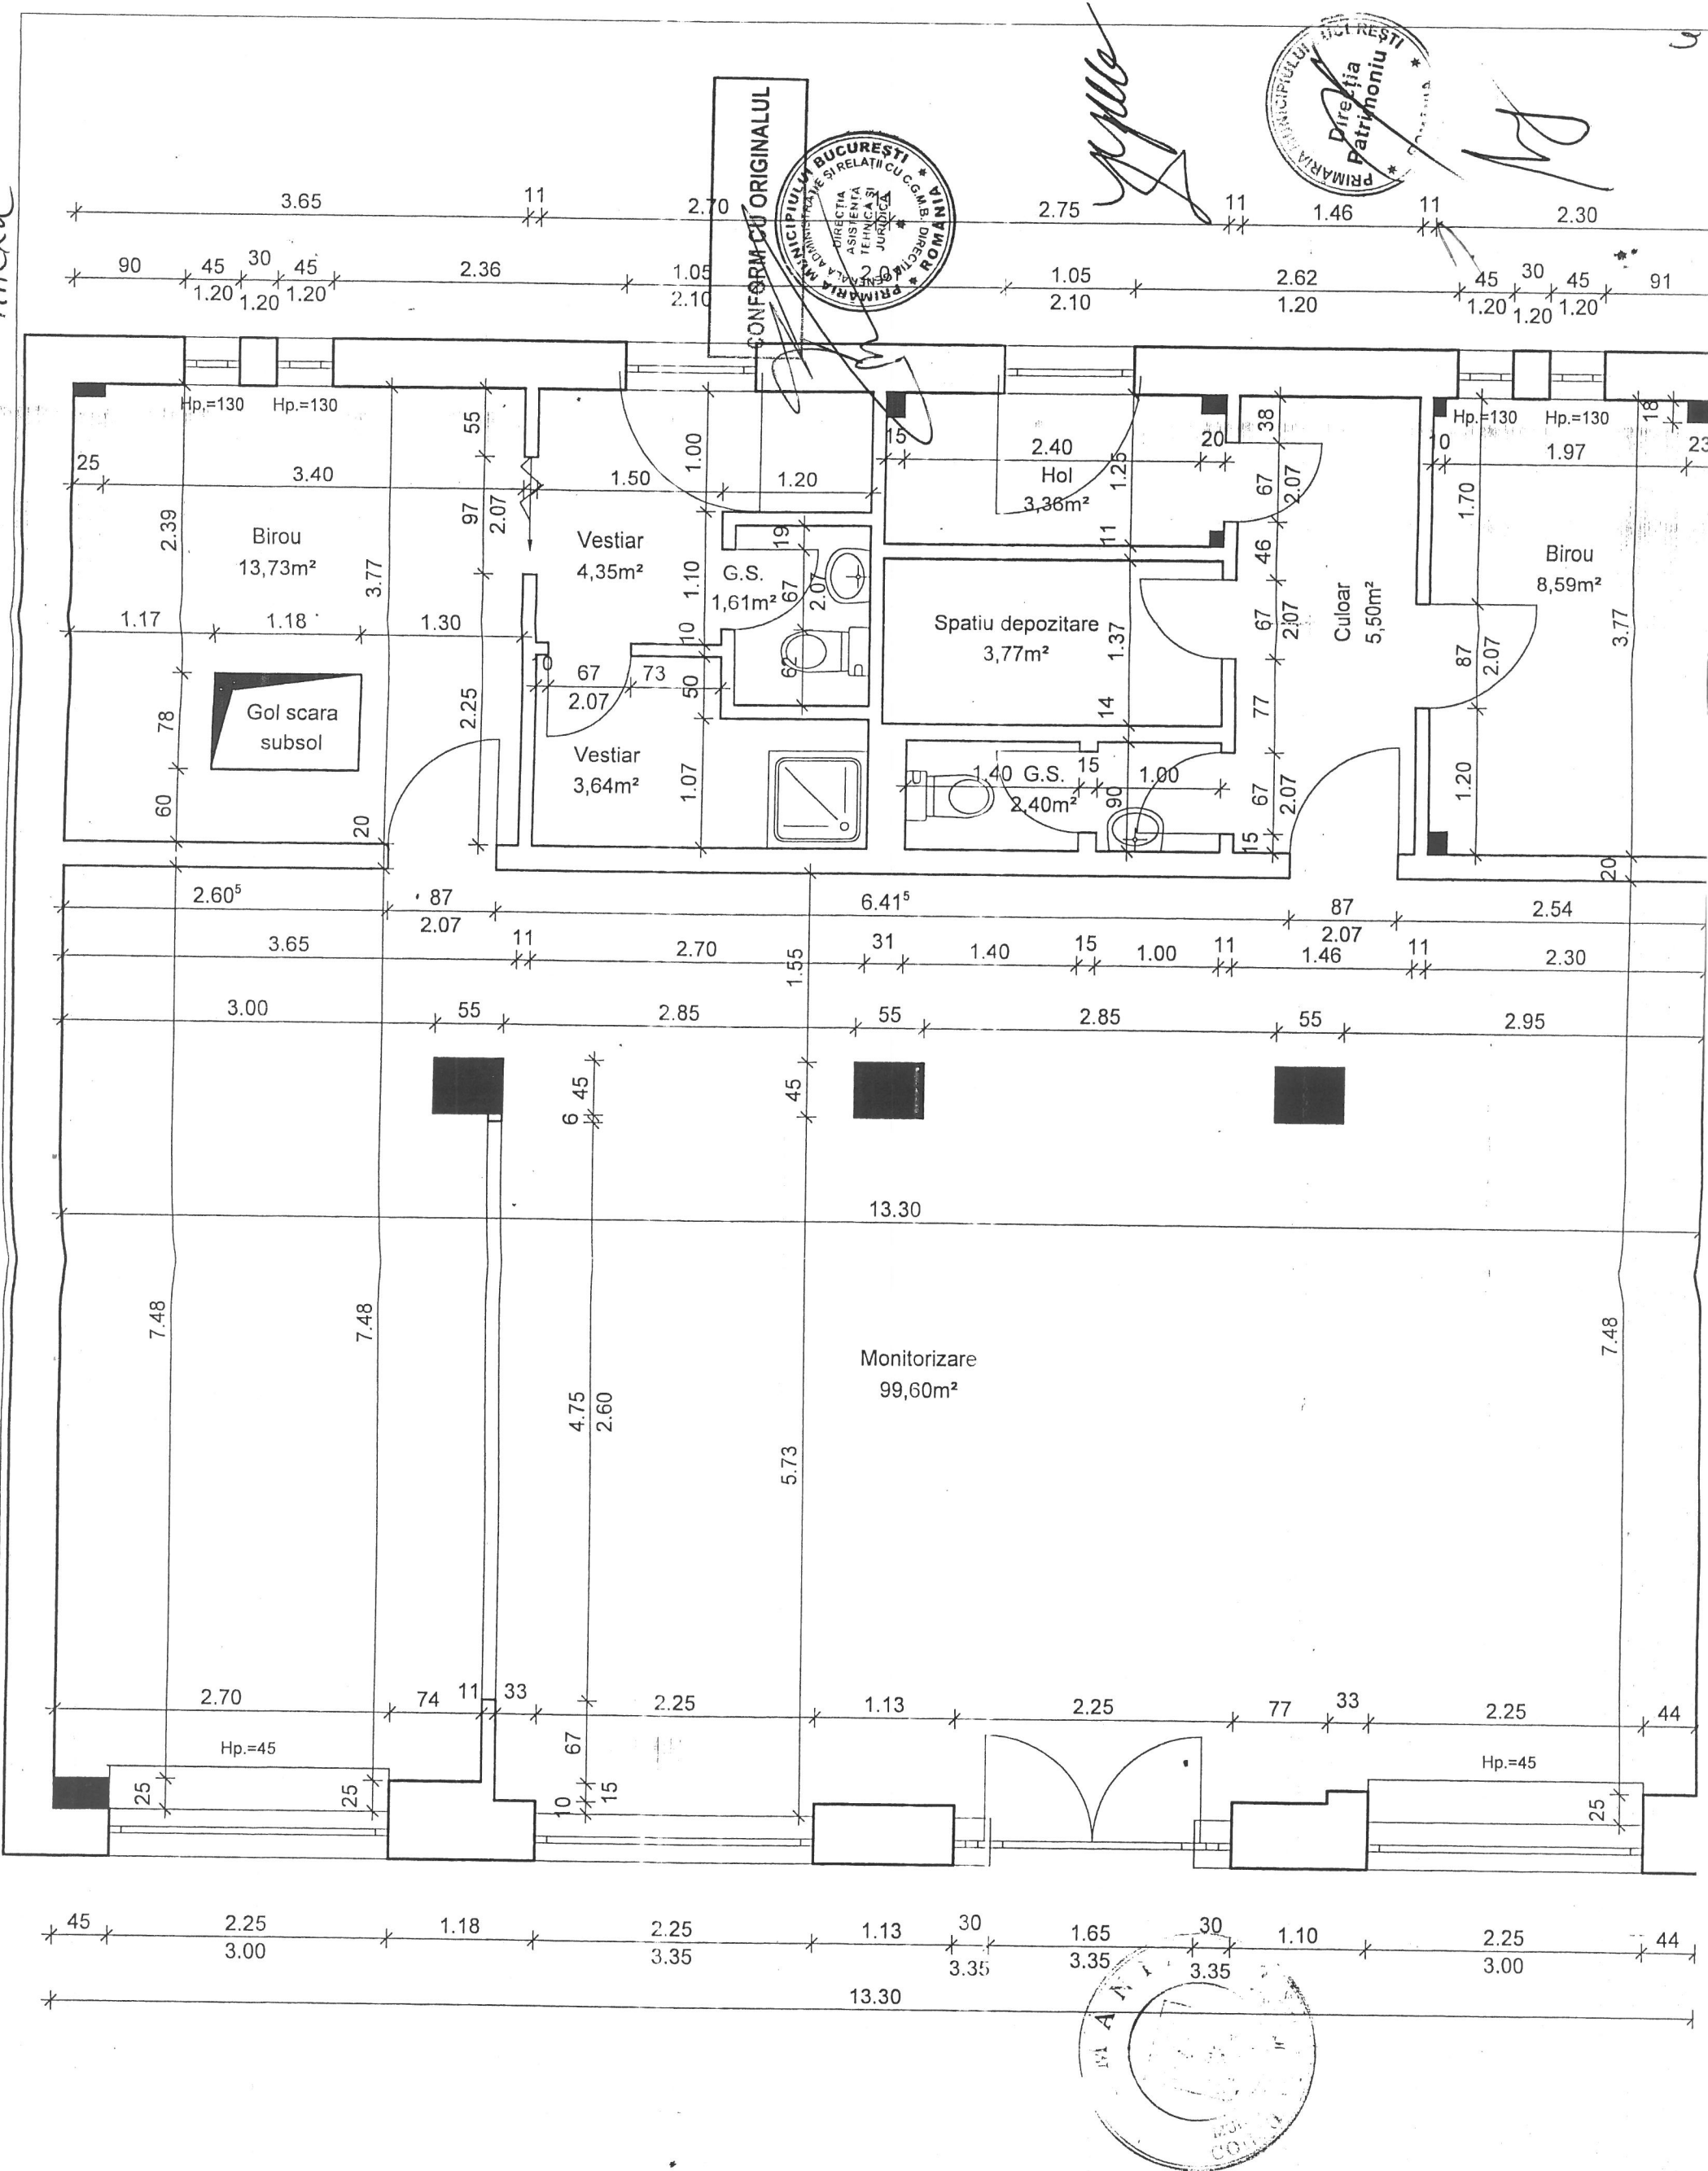 CONFORM CU ORIGINALUL
PRIMARIA MUNICIPIULUI BUCUREŞTI * ROMÂNIA *
DIRECŢIA
ASISTENŢĂ
TEHNICĂ ŞI
JURIDICĂ
Direcţia
Patrimoniu
3.65 11 2.70 2.75 11 1.46 11 2.30
90 45 30 45 2.36 1.05 1.05 2.62 45 30 45 91
1.20 1.20 1.20 2.10 2.10 1.20 1.20 1.20 1.20
Hp.=130 Hp.=130 Hp.=130 Hp.=130
18
55 1.00 15 2.40 20 38 10 1.97 23
25 3.40 1.50 1.20
Hol
3,36m²
1.25
67
2.07
1.70
2.39
97
2.07
Birou
13,73m²
3.77
Vestiar
4,35m²
1.10
19
G.S.
1,61m²
67
2.07
11
46
Birou
8,59m²
3.77
1.17 1.18 1.30
10
62
Spatiu depozitare
3,77m²
1.37
67
2.07
Culoar
5,50m²
87
2.07
10 67 73
2.07
50
14
77
Gol scara
subsol
78
2.25
60
20
Vestiar
3,64m²
1.07
1.40 G.S. 15 1.00
2,40m²
90
67
2.07
15
1.20
20
2.60⁵ 87 6.41⁵ 87 2.54
2.07 2.07
3.65 11 2.70 31 1.40 15 1.00 11 1.46 11 2.30
1.55
3.00 55 2.85 55 2.85 55 2.95
45 45
6
13.30
7.48 7.48 7.48
Monitorizare
99,60m²
4.75
2.60
5.73
2.70 74 11 33 2.25 1.13 2.25 77 33 2.25 44
67
Hp.=45 Hp.=45
25 25 10 15 25
45 2.25 1.18 2.25 1.13 30 1.65 30 1.10 2.25 44
3.00 3.35 3.35 3.35 3.35 3.00
13.30